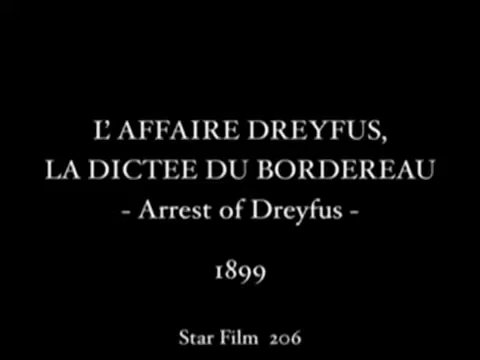 L' AFFAIRE DREYFUS,
LA DICTEE DU BORDEREAU
- Arrest of Dreyfus -
1899
Star Film 206